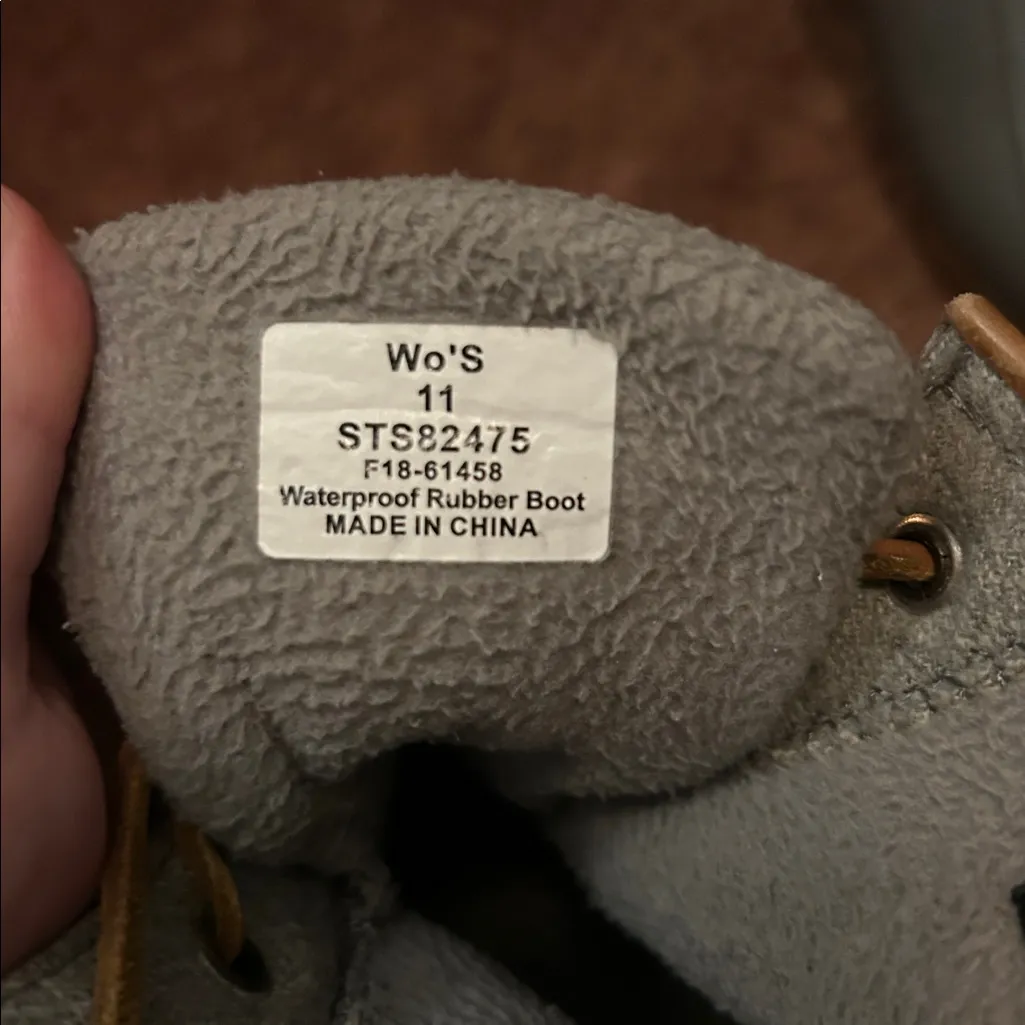 Wo'S
11
STS82475
F18-61458
Waterproof Rubber Boot
MADE IN CHINA